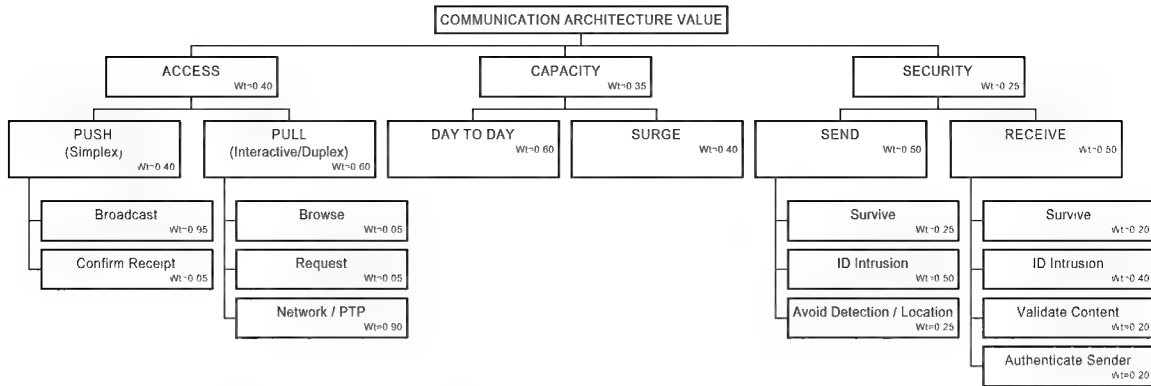 COMMUNICATION ARCHITECTURE VALUE
ACCESS
Wt=0.40
CAPACITY
Wt=0.35
SECURITY
Wt=0.25
PUSH
(Simplex)
Wt=0.40
PULL
(Interactive/Duplex)
Wt=0.60
DAY TO DAY
Wt=0.60
SURGE
Wt=0.40
SEND
Wt=0.50
RECEIVE
Wt=0.50
Broadcast
Wt=0.95
Confirm Receipt
Wt=0.05
Browse
Wt=0.05
Request
Wt=0.05
Network / PTP
Wt=0.90
Survive
Wt=0.25
ID Intrusion
Wt=0.50
Avoid Detection / Location
Wt=0.25
Survive
Wt=0.20
ID Intrusion
Wt=0.40
Validate Content
Wt=0.20
Authenticate Sender
Wt=0.20